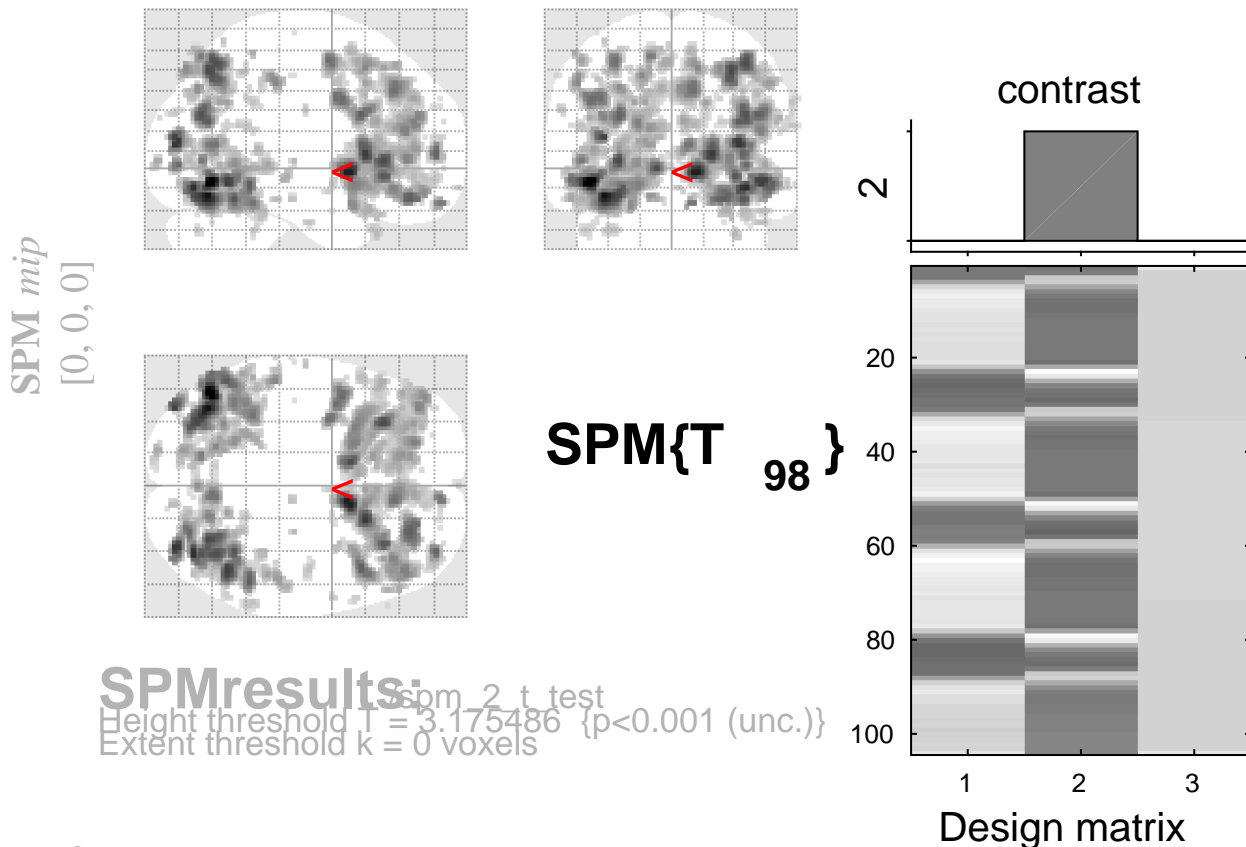 SPM mip
[0, 0, 0]
<
<
<
SPM{T 98 }
contrast
2
20
40
60
80
100
1 2 3
Design matrix
SPMresults: ./spm_2_t_test
Height threshold T = 3.175486 {p<0.001 (unc.)}
Extent threshold k = 0 voxels